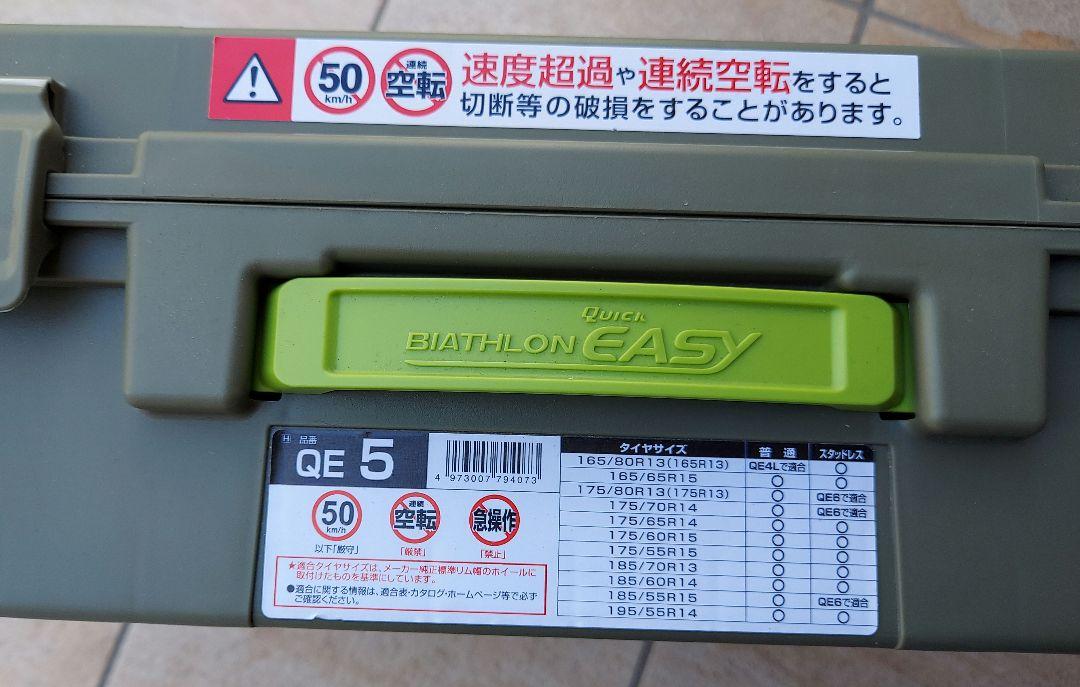 50
km/h
連続
空転
速度超過や連続空転をすると
切断等の破損をすることがあります。
QUICK
BIATHLON EASY
H 品番
QE 5
4 973007 794073
50
km/h
以下「厳守」
連続
空転
「厳禁」
急操作
「禁止」
★適合タイヤサイズは、メーカー純正標準リム幅のホイールに
取付けたものを基準にしています。
●適合に関する情報は、適合表・カタログ・ホームページ等で必ず
ご確認ください。
タイヤサイズ 普通 スタッドレス
165/80R13(165R13) QE4Lで適合 ○
165/65R15 ○ ○
175/80R13(175R13) ○ QE6で適合
175/70R14 ○ QE6で適合
175/65R14 ○ ○
175/60R15 ○ ○
175/55R15 ○ ○
185/70R13 ○ ○
185/60R14 ○ ○
185/55R15 ○ QE6で適合
195/55R14 ○ ○